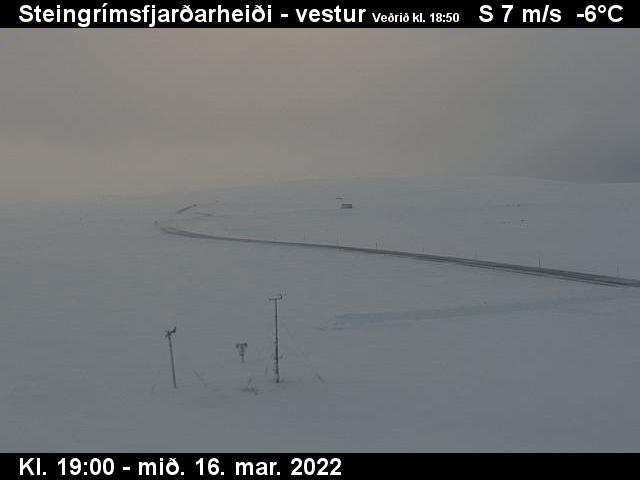 Steingrímsfjarðarheiði - vestur Veðrið kl. 18:50 S 7 m/s -6°C
Kl. 19:00 - mið. 16. mar. 2022